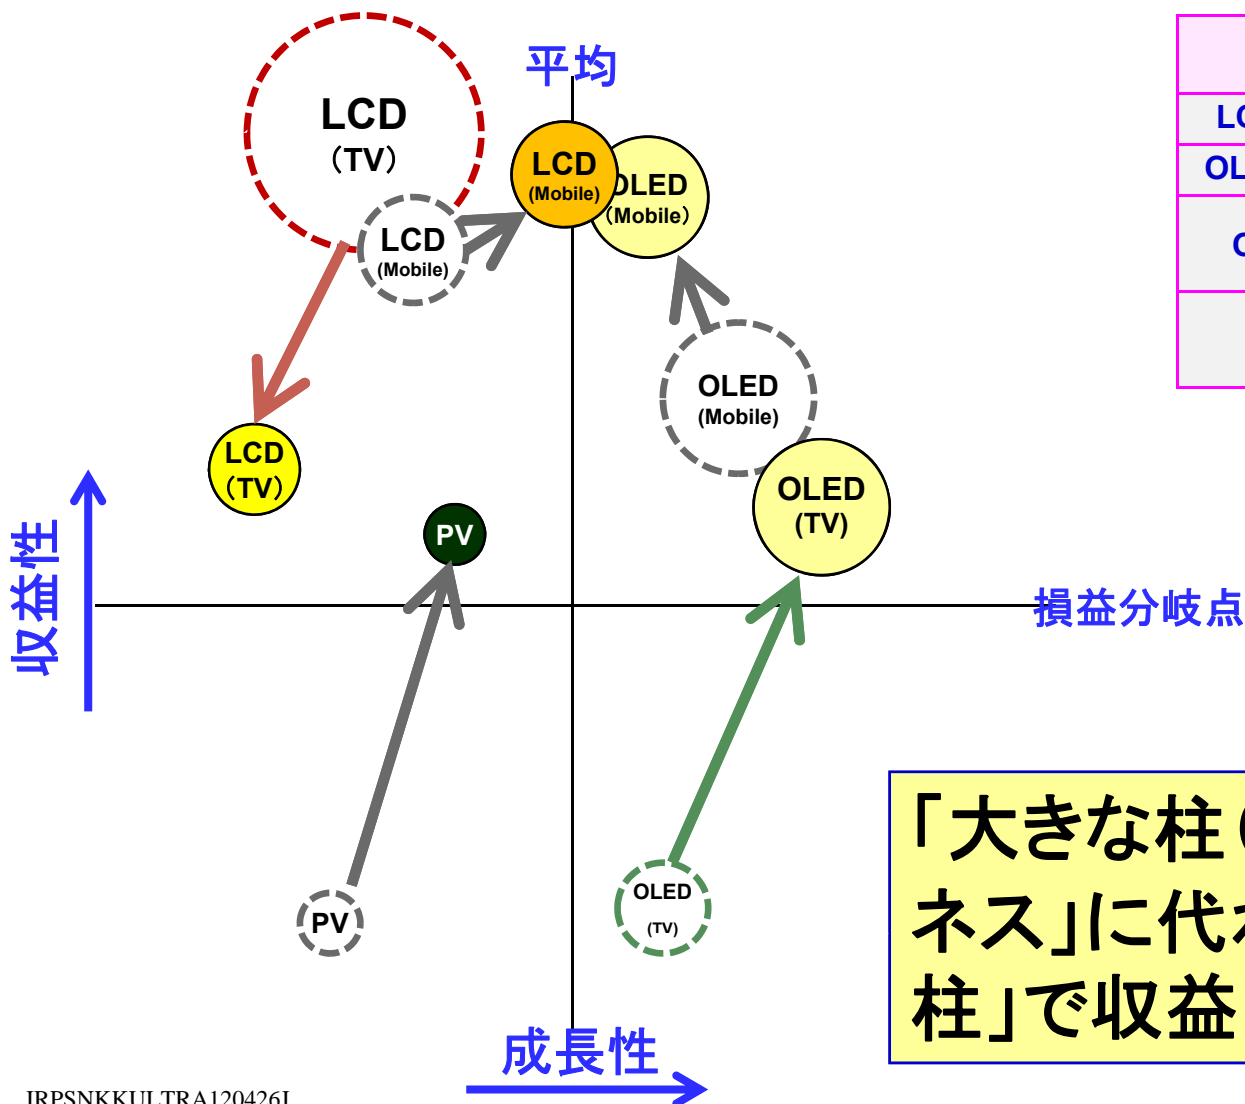 平均
LCD
(TV)
LCD
(Mobile)
OLED
(Mobile)
LCD
(Mobile)
OLED
(Mobile)
LCD
(TV)
OLED
(TV)
PV
収益性
損益分岐点
PV
OLED
(TV)
成長性
「大きな柱
ネス」に代
柱」で収益